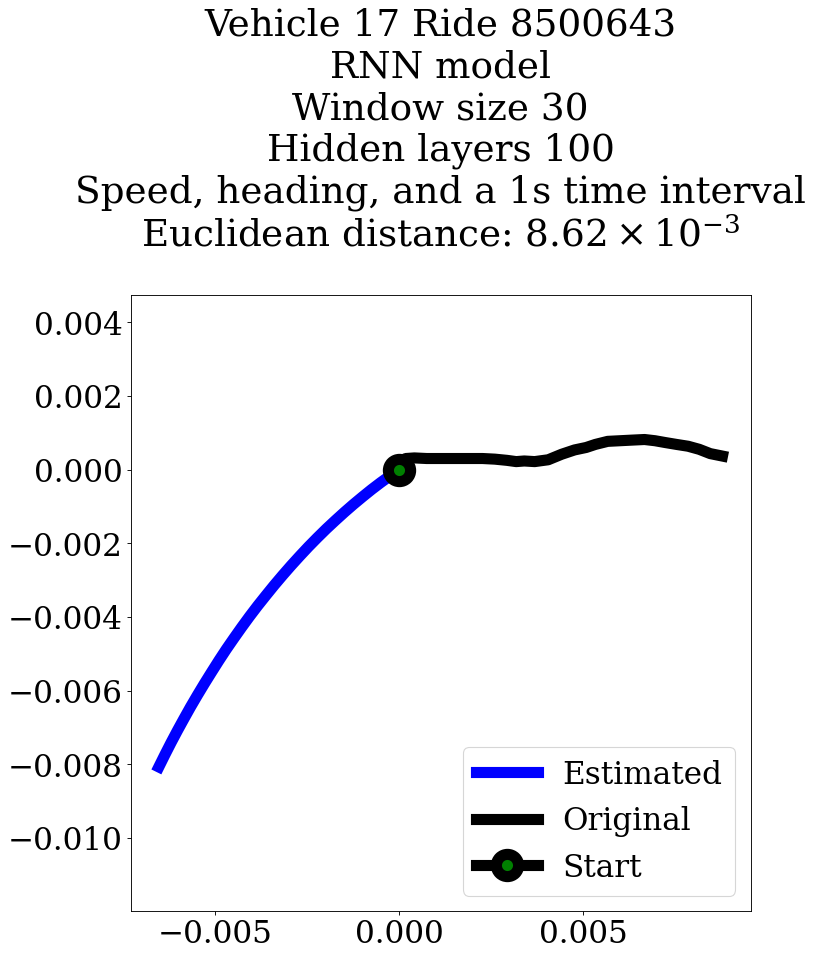 Vehicle 17 Ride 8500643
RNN model
Window size 30
Hidden layers 100
Speed, heading, and a 1s time interval
Euclidean distance: 8.62 × 10⁻³
0.004
0.002
0.000
−0.002
−0.004
−0.006
−0.008
−0.010
Estimated
Original
Start
−0.005 0.000 0.005